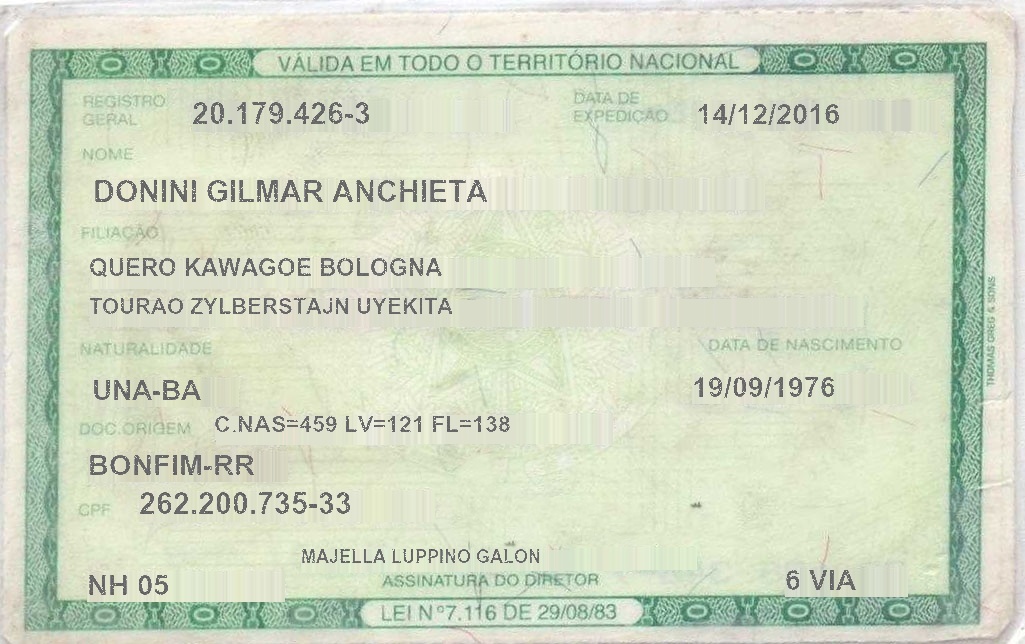 VÁLIDA EM TODO O TERRITÓRIO NACIONAL
REGISTRO GERAL 20.179.426-3 DATA DE EXPEDIÇÃO 14/12/2016
NOME
DONINI GILMAR ANCHIETA
FILIAÇÃO
QUERO KAWAGOE BOLOGNA
TOURAO ZYLBERSTAJN UYEKITA
NATURALIDADE DATA DE NASCIMENTO
UNA-BA 19/09/1976
DOC.ORIGEM C.NAS=459 LV=121 FL=138
BONFIM-RR
CPF 262.200.735-33
MAJELLA LUPPINO GALON
NH 05 ASSINATURA DO DIRETOR 6 VIA
LEI Nº7.116 DE 29/08/83
THOMAS GREG & SONS